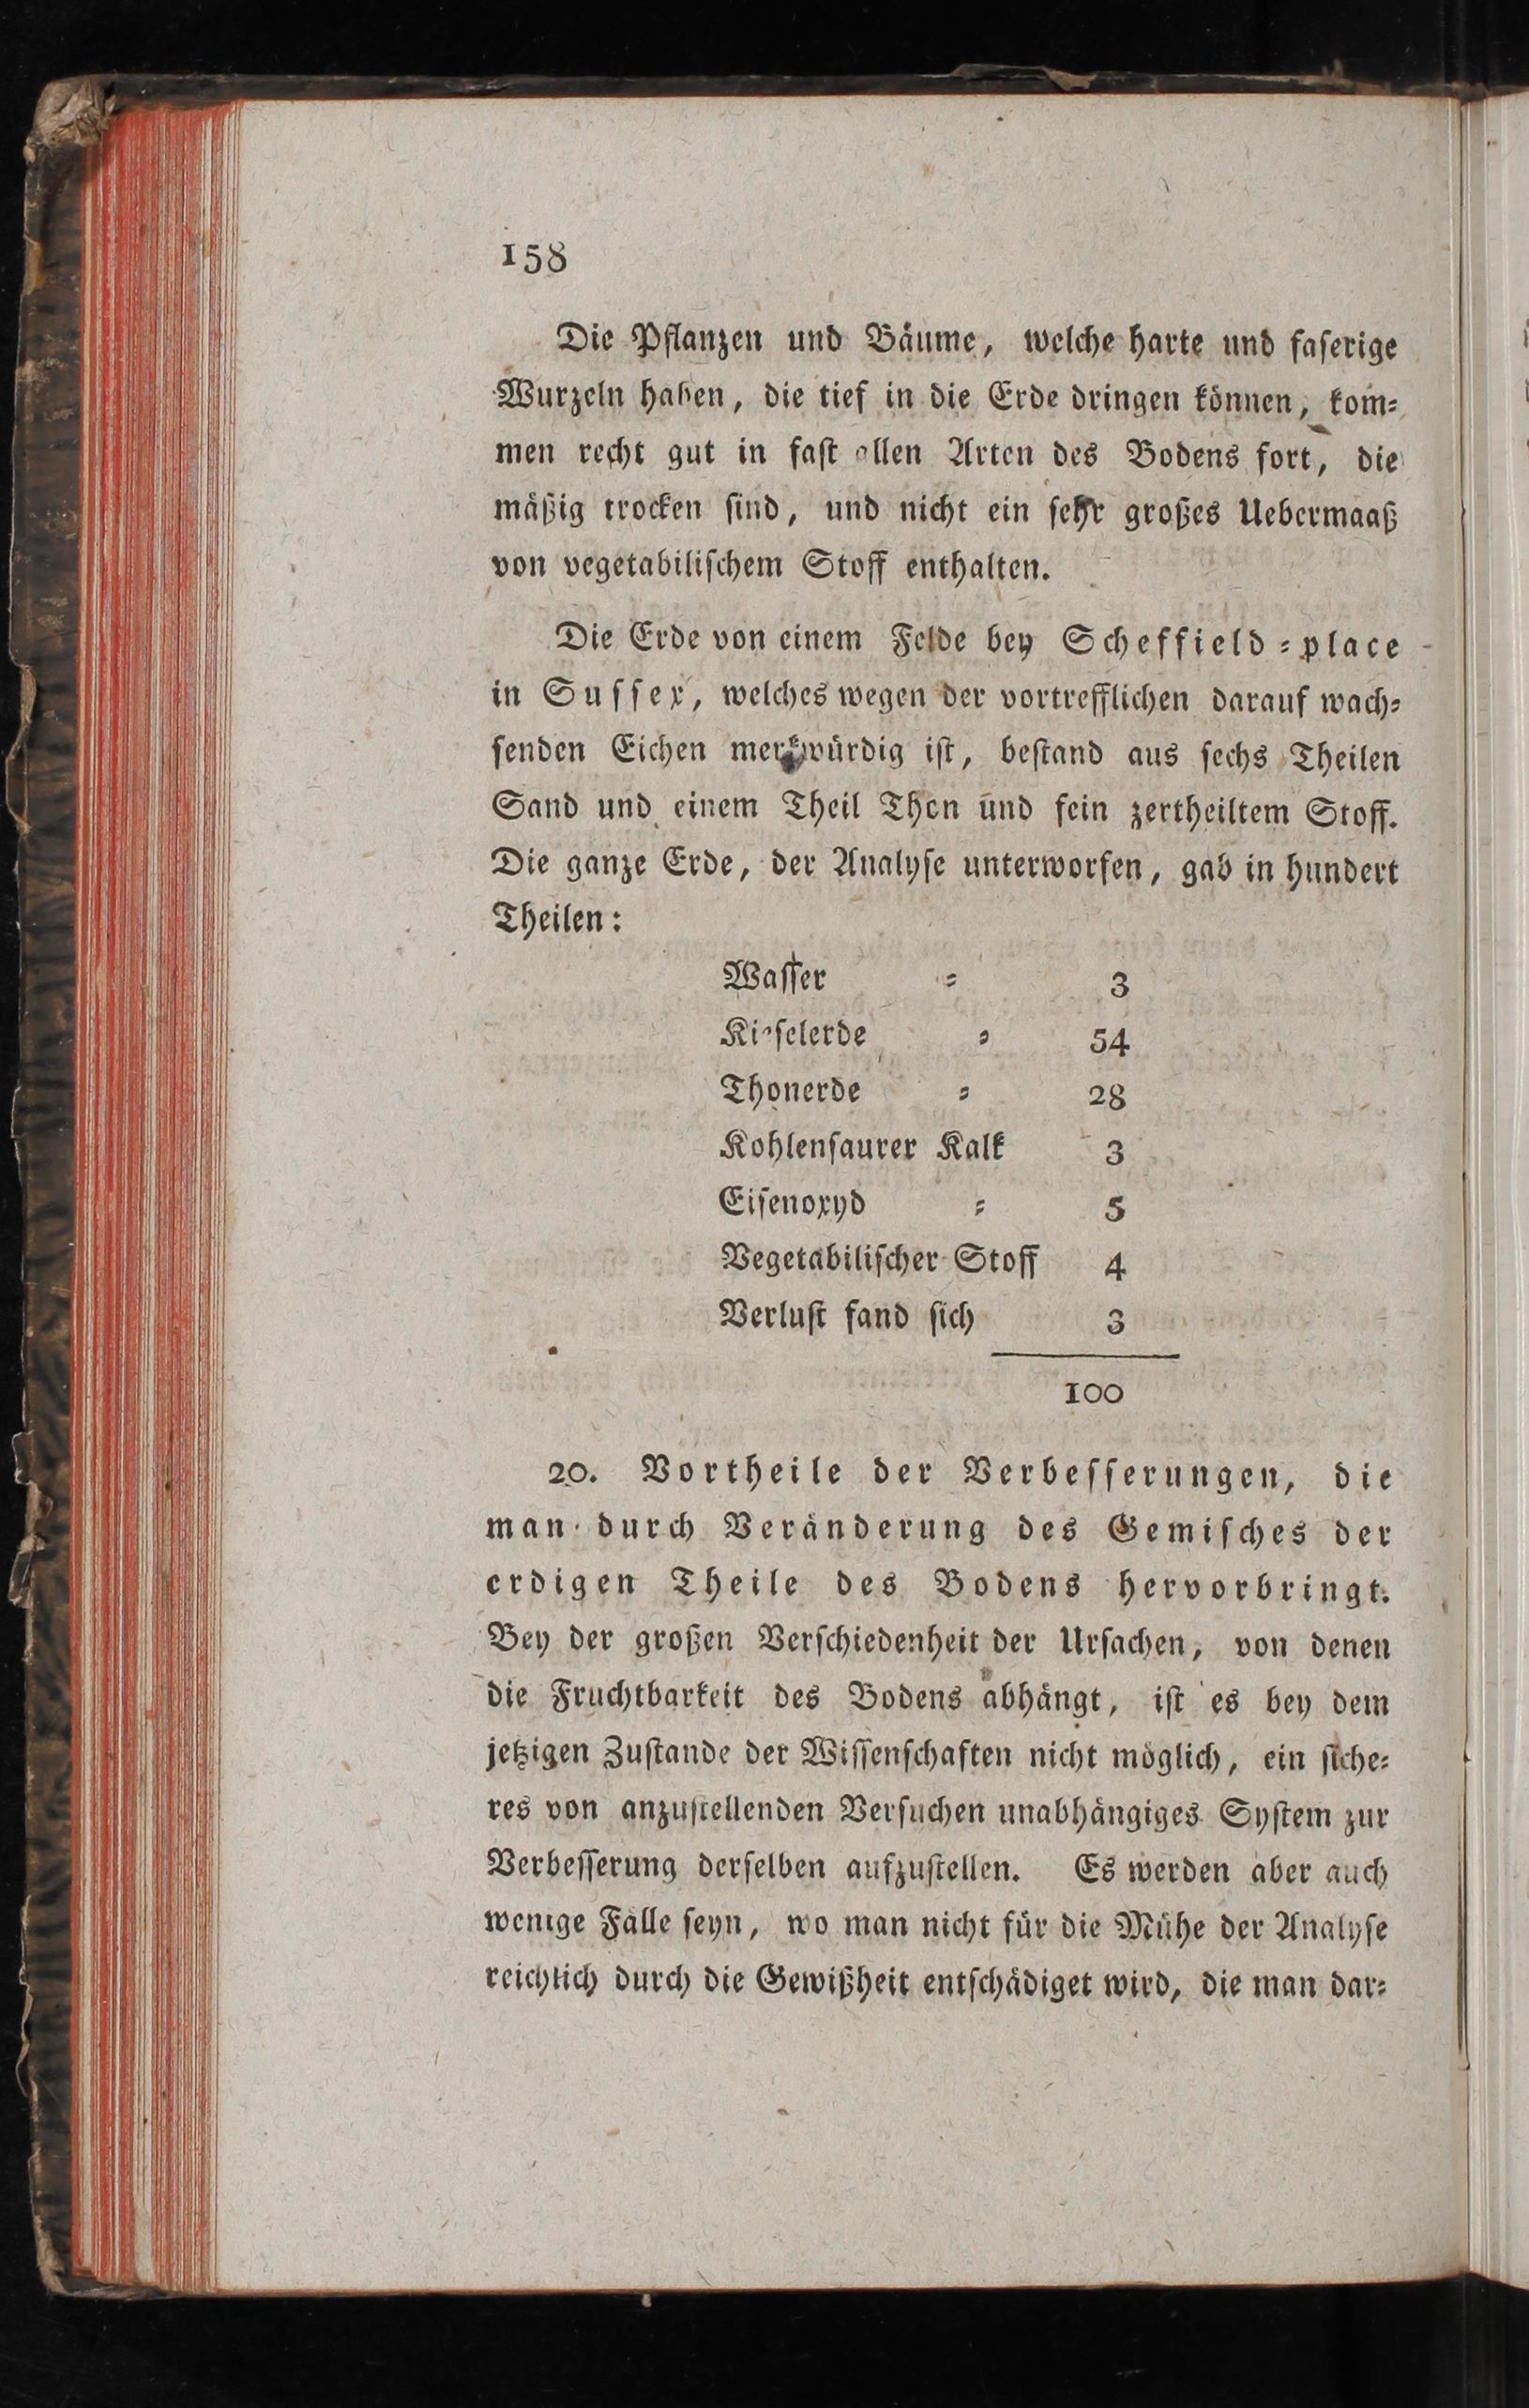 158
Die Pflanzen und Bäume, welche harte und faſerige
Wurzeln haben, die tief in die Erde dringen können, kom⸗
men recht gut in faſt allen Arten des Bodens fort, die
mäßig trocken ſind, und nicht ein ſehr großes Uebermaaß
von vegetabiliſchem Stoff enthalten.
Die Erde von einem Felde bey Scheffield⸗place
in Suſſex, welches wegen der vortrefflichen darauf wach⸗
ſenden Eichen merkwürdig iſt, beſtand aus ſechs Theilen
Sand und einem Theil Thon und fein zertheiltem Stoff.
Die ganze Erde, der Analyſe unterworfen, gab in hundert
Theilen:
Waſſer ⸗ 3
Kieſelerde ⸗ 54
Thonerde ⸗ 28
Kohlenſaurer Kalk 3
Eiſenoxyd ⸗ 5
Vegetabiliſcher Stoff 4
Verluſt fand ſich 3
100
20. Vortheile der Verbeſſerungen, die
man durch Veränderung des Gemiſches der
erdigen Theile des Bodens hervorbringt.
Bey der großen Verſchiedenheit der Urſachen, von denen
die Fruchtbarkeit des Bodens abhängt, iſt es bey dem
jetzigen Zuſtande der Wiſſenſchaften nicht möglich, ein ſiche⸗
res von anzuſtellenden Verſuchen unabhängiges Syſtem zur
Verbeſſerung derſelben aufzuſtellen. Es werden aber auch
wenige Fälle ſeyn, wo man nicht für die Mühe der Analyſe
reichlich durch die Gewißheit entſchädiget wird, die man dar⸗